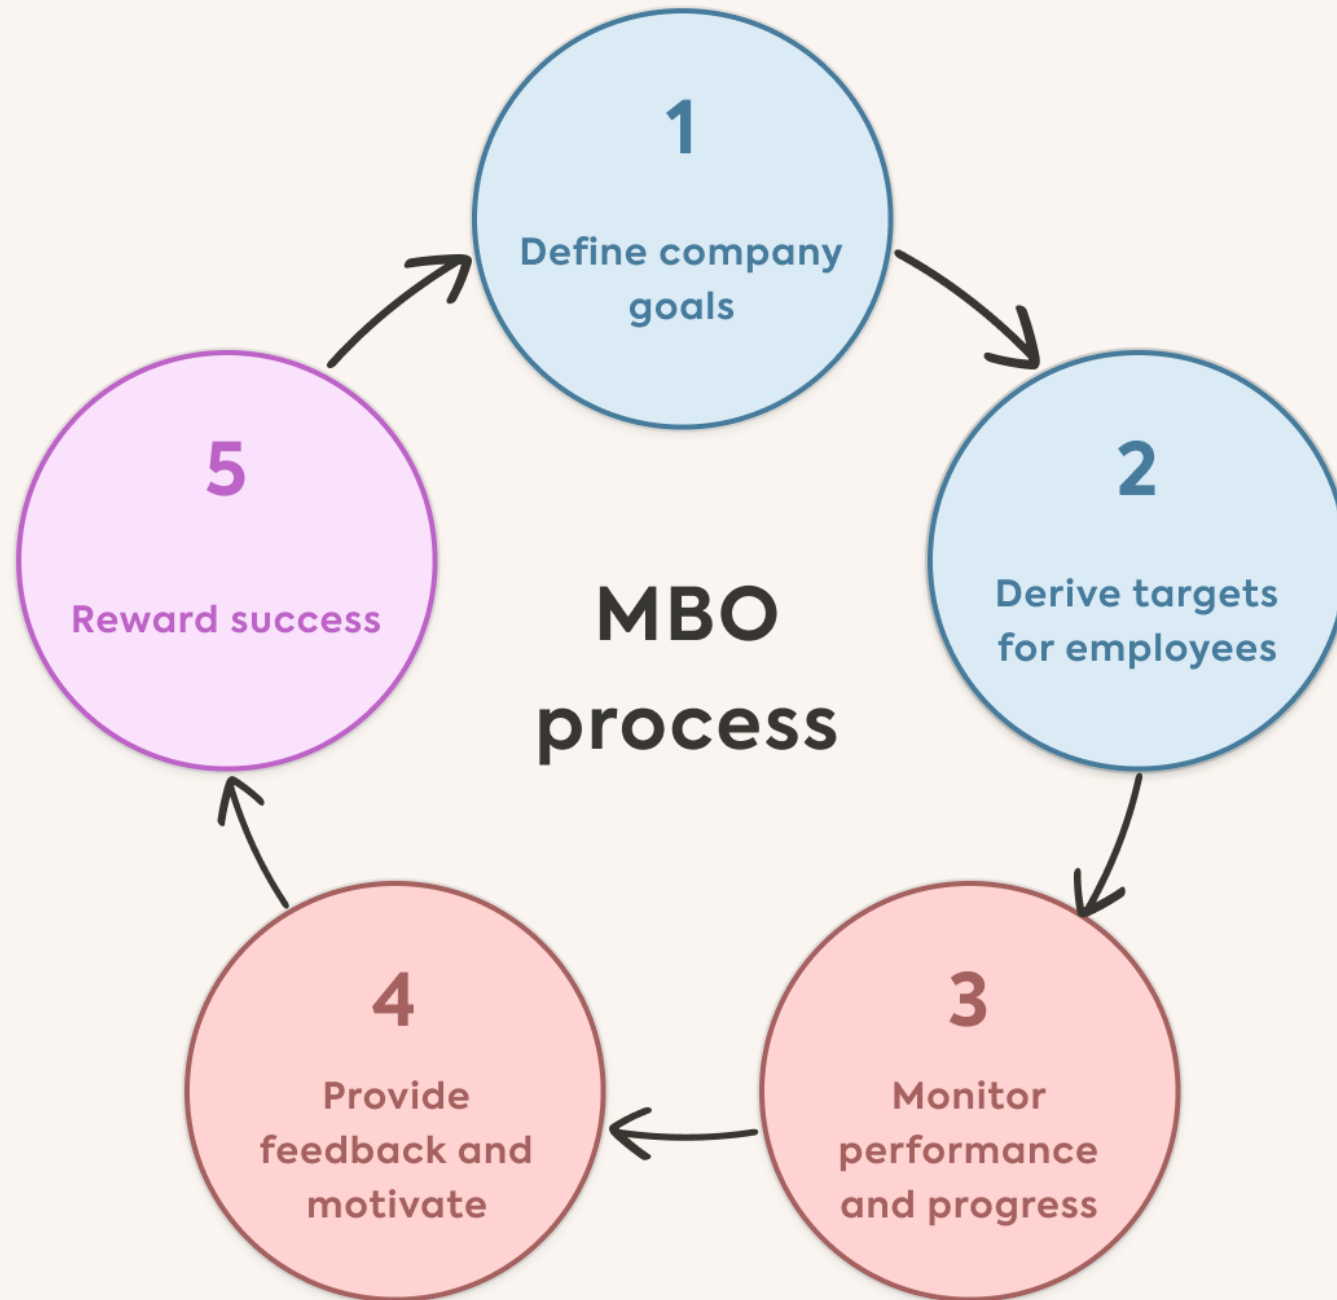 1
Define company
goals
2
Derive targets
for employees
3
Monitor
performance
and progress
4
Provide
feedback and
motivate
5
Reward success
MBO
process